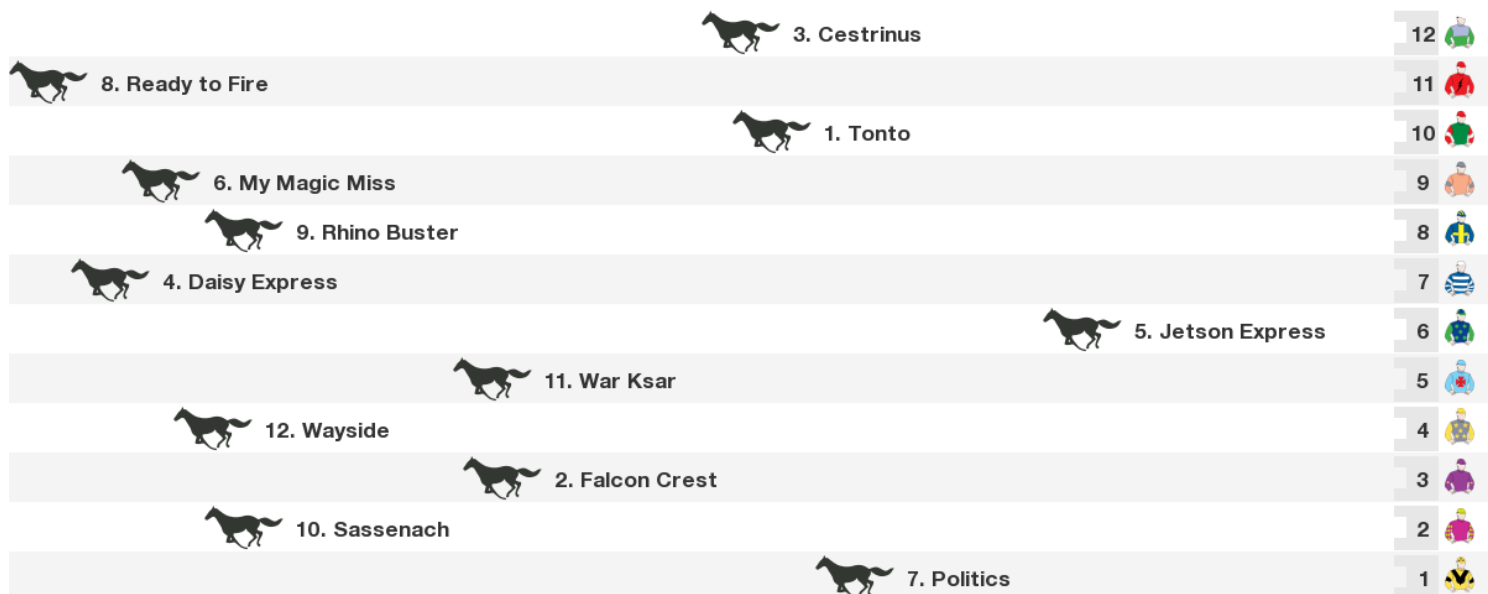 3. Cestrinus 12
8. Ready to Fire 11
1. Tonto 10
6. My Magic Miss 9
9. Rhino Buster 8
4. Daisy Express 7
5. Jetson Express 6
11. War Ksar 5
12. Wayside 4
2. Falcon Crest 3
10. Sassenach 2
7. Politics 1